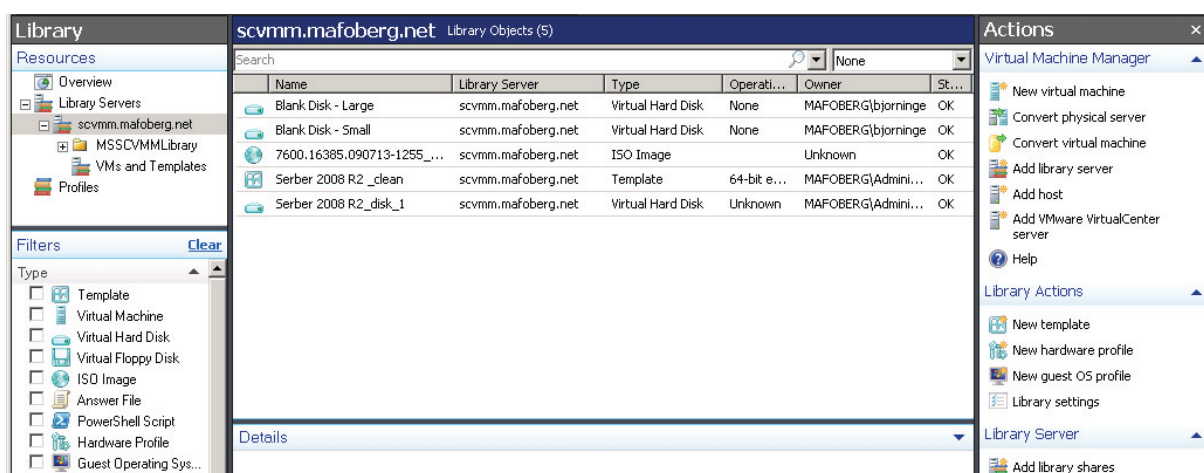 Library
Resources
Overview
Library Servers
scvmm.mafoberg.net
MSSCVMMLibrary
VMs and Templates
Profiles
Filters Clear
Type
Template
Virtual Machine
Virtual Hard Disk
Virtual Floppy Disk
ISO Image
Answer File
PowerShell Script
Hardware Profile
Guest Operating Sys...
scvmm.mafoberg.net Library Objects (5)
Search None
Name Library Server Type Operati... Owner St...
Blank Disk - Large scvmm.mafoberg.net Virtual Hard Disk None MAFOBERG\bjorninge OK
Blank Disk - Small scvmm.mafoberg.net Virtual Hard Disk None MAFOBERG\bjorninge OK
7600.16385.090713-1255_... scvmm.mafoberg.net ISO Image Unknown OK
Serber 2008 R2 _clean scvmm.mafoberg.net Template 64-bit e... MAFOBERG\Admini... OK
Serber 2008 R2_disk_1 scvmm.mafoberg.net Virtual Hard Disk Unknown MAFOBERG\Admini... OK
Details
Actions x
Virtual Machine Manager
New virtual machine
Convert physical server
Convert virtual machine
Add library server
Add host
Add VMware VirtualCenter
server
Help
Library Actions
New template
New hardware profile
New guest OS profile
Library settings
Library Server
Add library shares